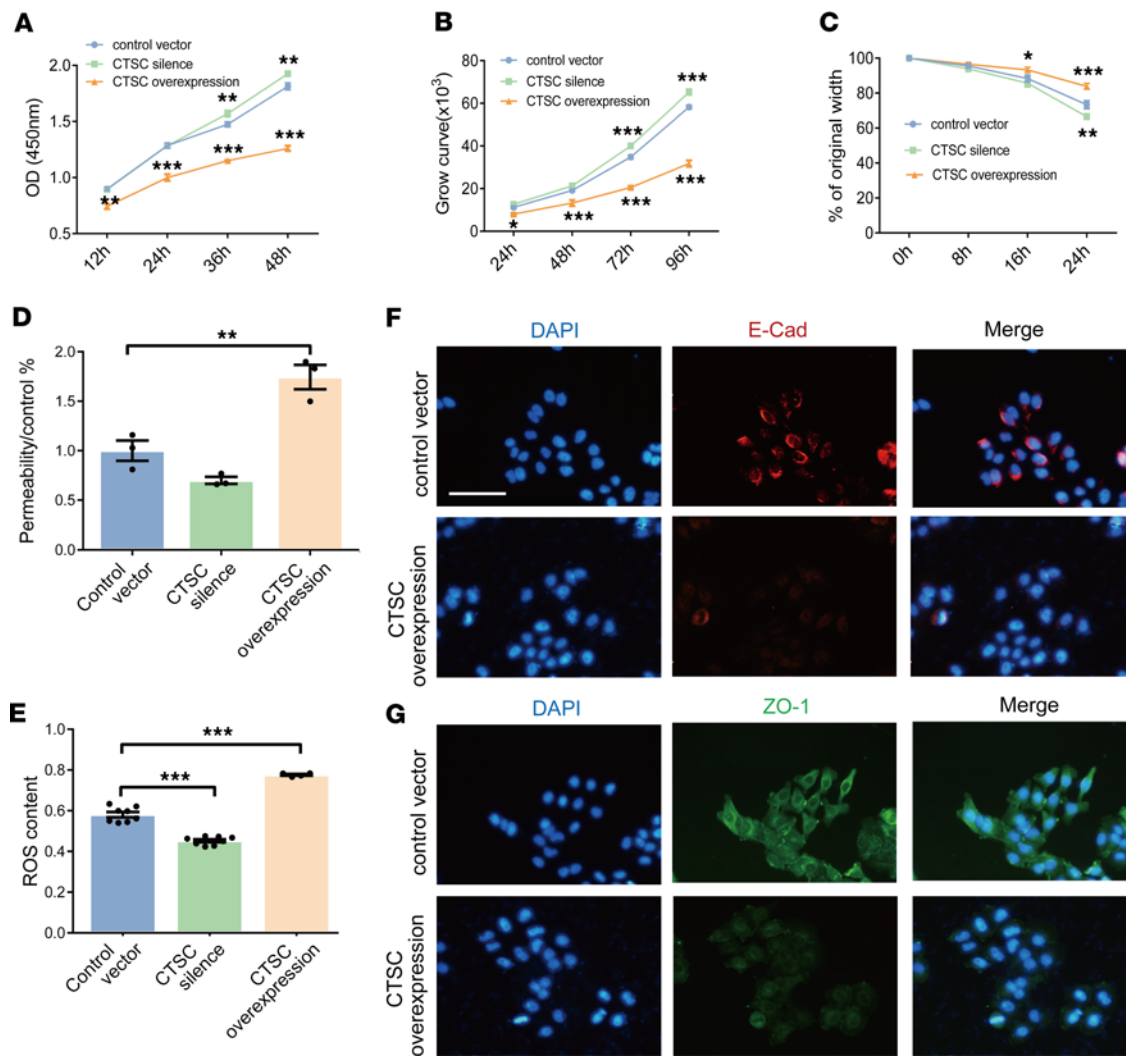 A
control vector
CTSC silence
CTSC overexpression
OD (450nm)
2.0
1.5
1.0
0.5
**
**
***
***
***
**
12h
24h
36h
48h
B
control vector
CTSC silence
CTSC overexpression
Grow curve(x10³)
80
60
40
20
0
***
***
***
***
***
*
24h
48h
72h
96h
C
% of original width
100
80
60
40
20
0
*
***
**
control vector
CTSC silence
CTSC overexpression
0h
8h
16h
24h
D
Permeability/control %
2.0
1.5
1.0
0.5
0.0
**
Control
vector
CTSC
silence
CTSC
overexpression
E
ROS content
1.0
0.8
0.6
0.4
0.2
0.0
***
***
Control
vector
CTSC
silence
CTSC
overexpression
F
DAPI
E-Cad
Merge
control vector
CTSC
overexpression
G
DAPI
ZO-1
Merge
control vector
CTSC
overexpression